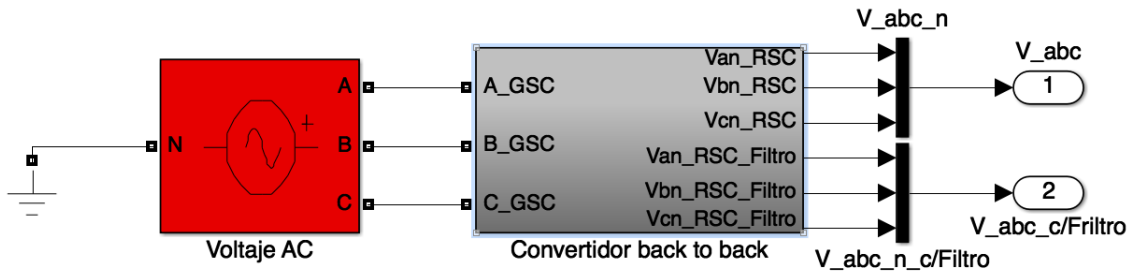 V_abc_n
V_abc
A
A_GSC
Van_RSC
Vbn_RSC
1
Vcn_RSC
N
+
B
B_GSC
Van_RSC_Filtro
Vbn_RSC_Filtro
2
C
C_GSC
Vcn_RSC_Filtro
V_abc_c/Friltro
Voltaje AC
Convertidor back to back
V_abc_n_c/Filtro